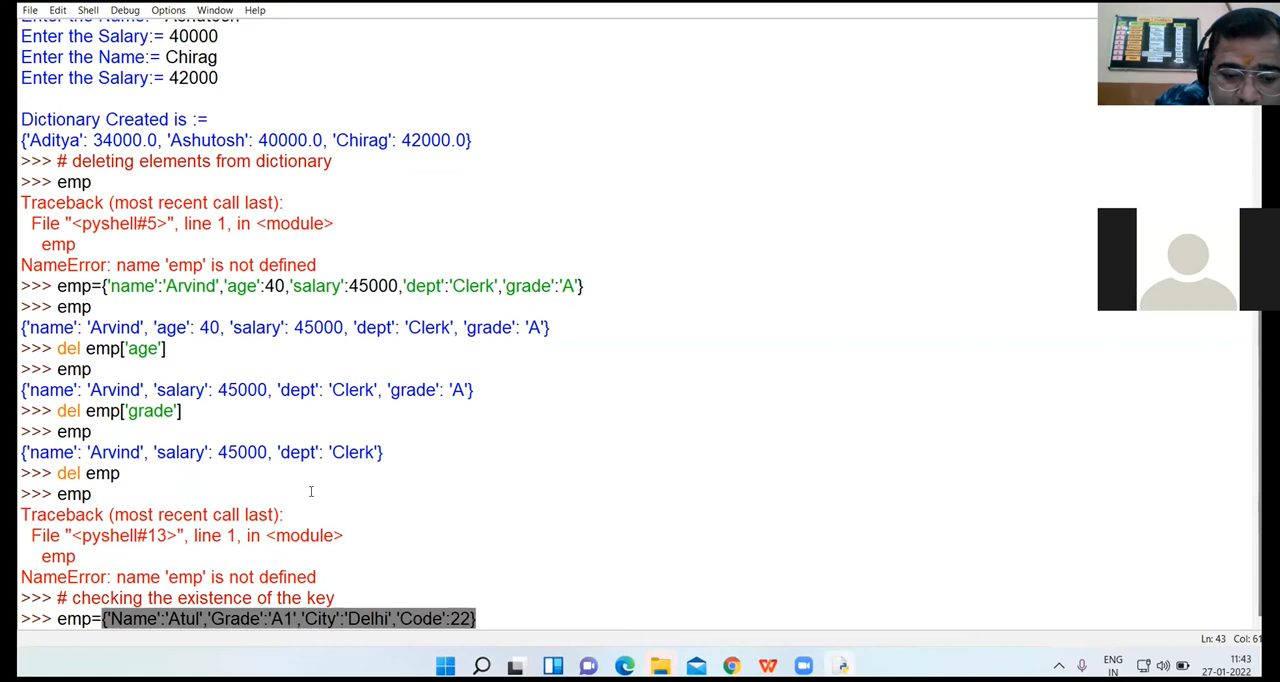 File Edit Shell Debug Options Window Help
Enter the Name:= Ashutosh
Enter the Salary:= 40000
Enter the Name:= Chirag
Enter the Salary:= 42000
Dictionary Created is :=
{'Aditya': 34000.0, 'Ashutosh': 40000.0, 'Chirag': 42000.0}
>>> # deleting elements from dictionary
>>> emp
Traceback (most recent call last):
File "<pyshell#5>", line 1, in <module>
emp
NameError: name 'emp' is not defined
>>> emp={'name':'Arvind','age':40,'salary':45000,'dept':'Clerk','grade':'A'}
>>> emp
{'name': 'Arvind', 'age': 40, 'salary': 45000, 'dept': 'Clerk', 'grade': 'A'}
>>> del emp['age']
>>> emp
{'name': 'Arvind', 'salary': 45000, 'dept': 'Clerk', 'grade': 'A'}
>>> del emp['grade']
>>> emp
{'name': 'Arvind', 'salary': 45000, 'dept': 'Clerk'}
>>> del emp
>>> emp
Traceback (most recent call last):
File "<pyshell#13>", line 1, in <module>
emp
NameError: name 'emp' is not defined
>>> # checking the existence of the key
>>> emp={'Name':'Atul','Grade':'A1','City':'Delhi','Code':22}
Ln: 43 Col: 61
ENG
IN
11:43
27-01-2022